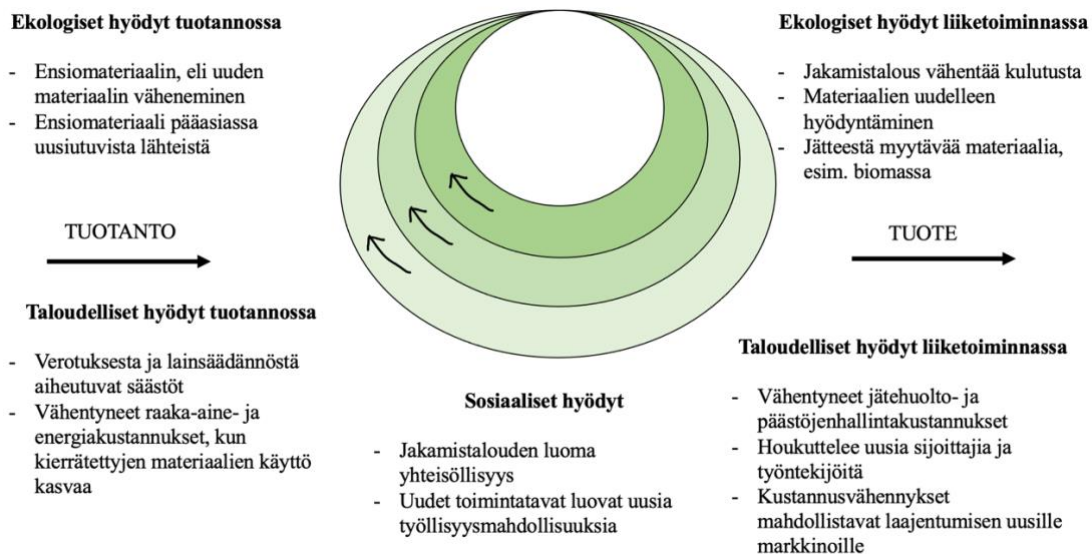 Ekologiset hyödyt tuotannossa
- Ensiomateriaalin, eli uuden
materiaalin väheneminen
- Ensiomateriaali pääasiassa
uusiutuvista lähteistä
TUOTANTO
Taloudelliset hyödyt tuotannossa
- Verotuksesta ja lainsäädännöstä
aiheutuvat säästöt
- Vähentyneet raaka-aine- ja
energiakustannukset, kun
kierrätettyjen materiaalien käyttö
kasvaa
Sosiaaliset hyödyt
- Jakamistalouden luoma
yhteisöllisyys
- Uudet toimintatavat luovat uusia
työllisyysmahdollisuuksia
Ekologiset hyödyt liiketoiminnassa
- Jakamistalous vähentää kulutusta
- Materiaalien uudelleen
hyödyntäminen
- Jätteestä myytävää materiaalia,
esim. biomassa
TUOTE
Taloudelliset hyödyt liiketoiminnassa
- Vähentyneet jätehuolto- ja
päästöjenhallintakustannukset
- Houkuttelee uusia sijoittajia ja
työntekijöitä
- Kustannusvähennykset
mahdollistavat laajentumisen uusille
markkinoille